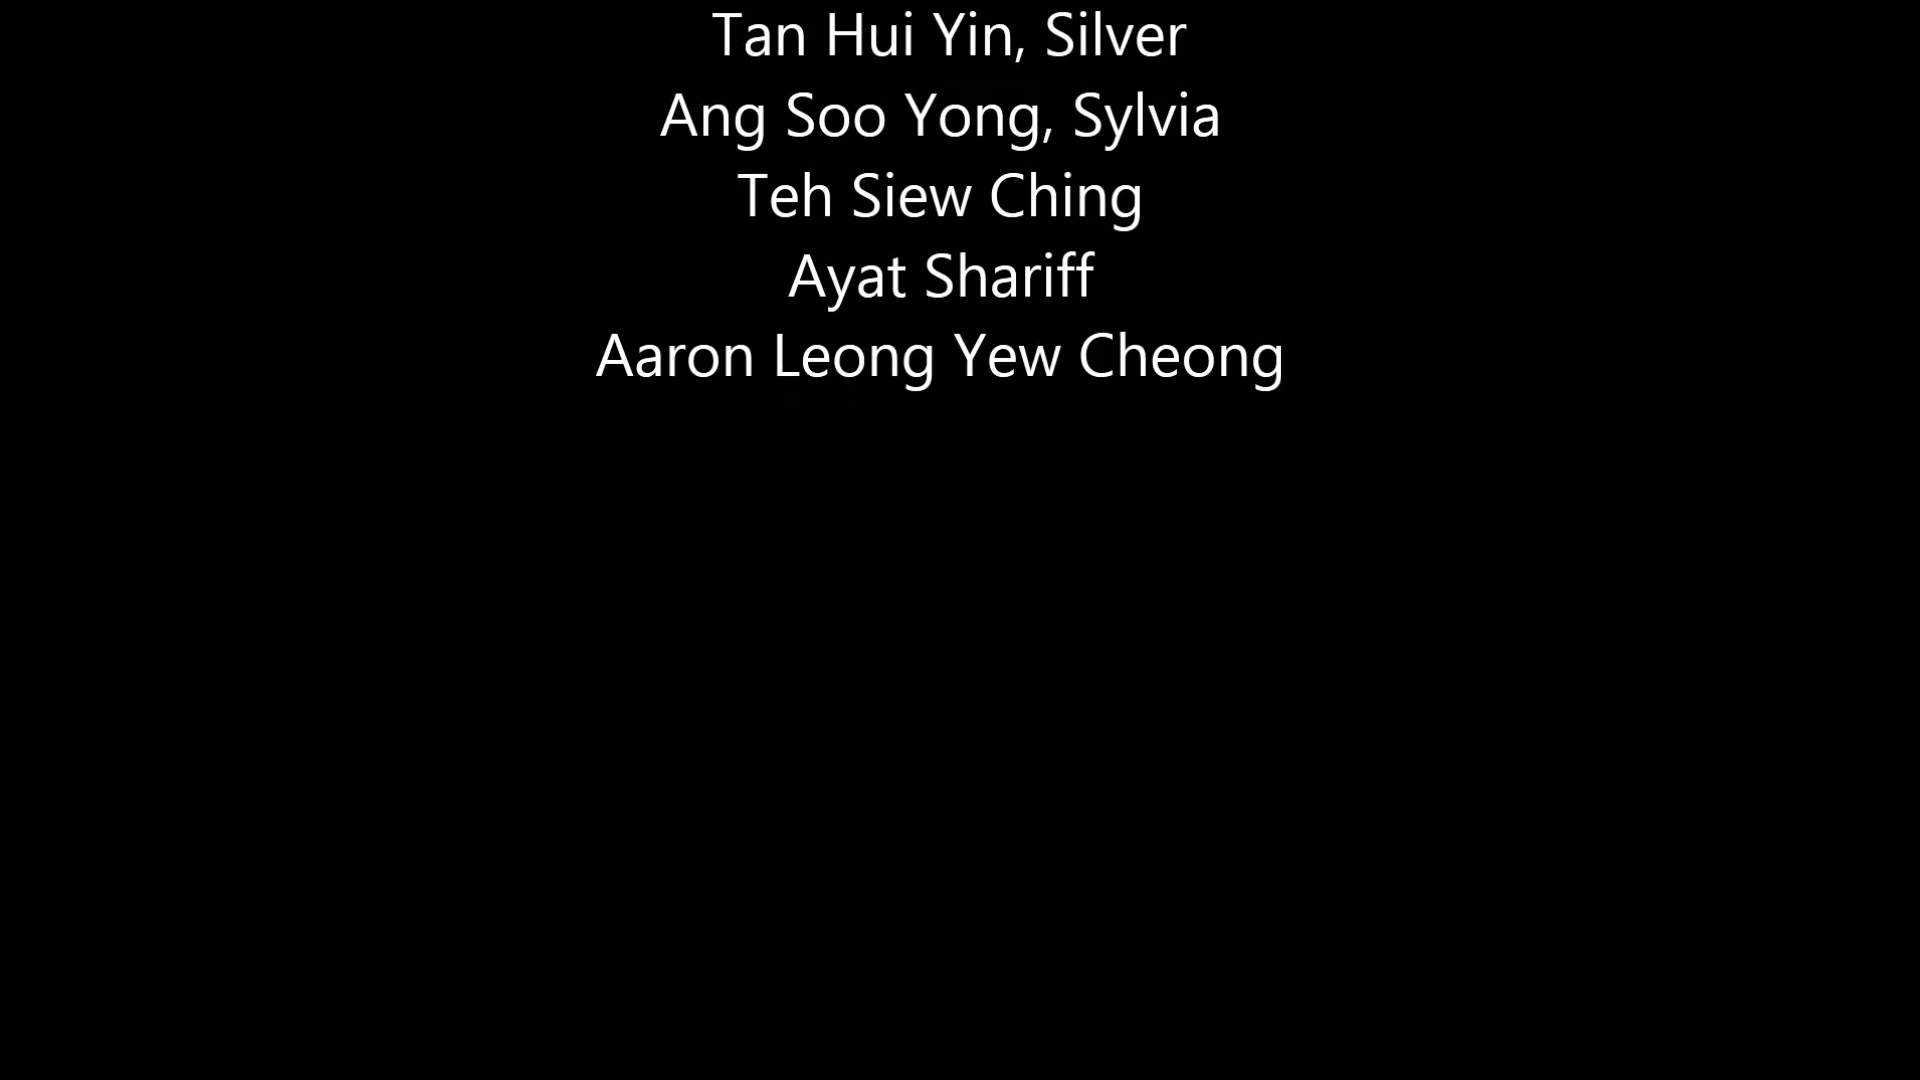 Tan Hui Yin, Silver
Ang Soo Yong, Sylvia
Teh Siew Ching
Ayat Shariff
Aaron Leong Yew Cheong